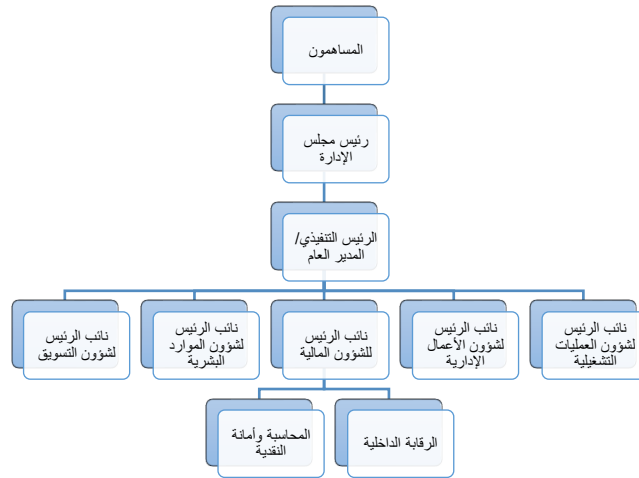 المساهمون
رئيس مجلس
الإدارة
الرئيس التنفيذي/
المدير العام
نائب الرئيس
لشؤون العمليات
التشغيلية
نائب الرئيس
لشؤون الأعمال
الإدارية
نائب الرئيس
للشؤون المالية
نائب الرئيس
لشؤون الموارد
البشرية
نائب الرئيس
لشؤون التسويق
الرقابة الداخلية
المحاسبة وأمانة
النقدية